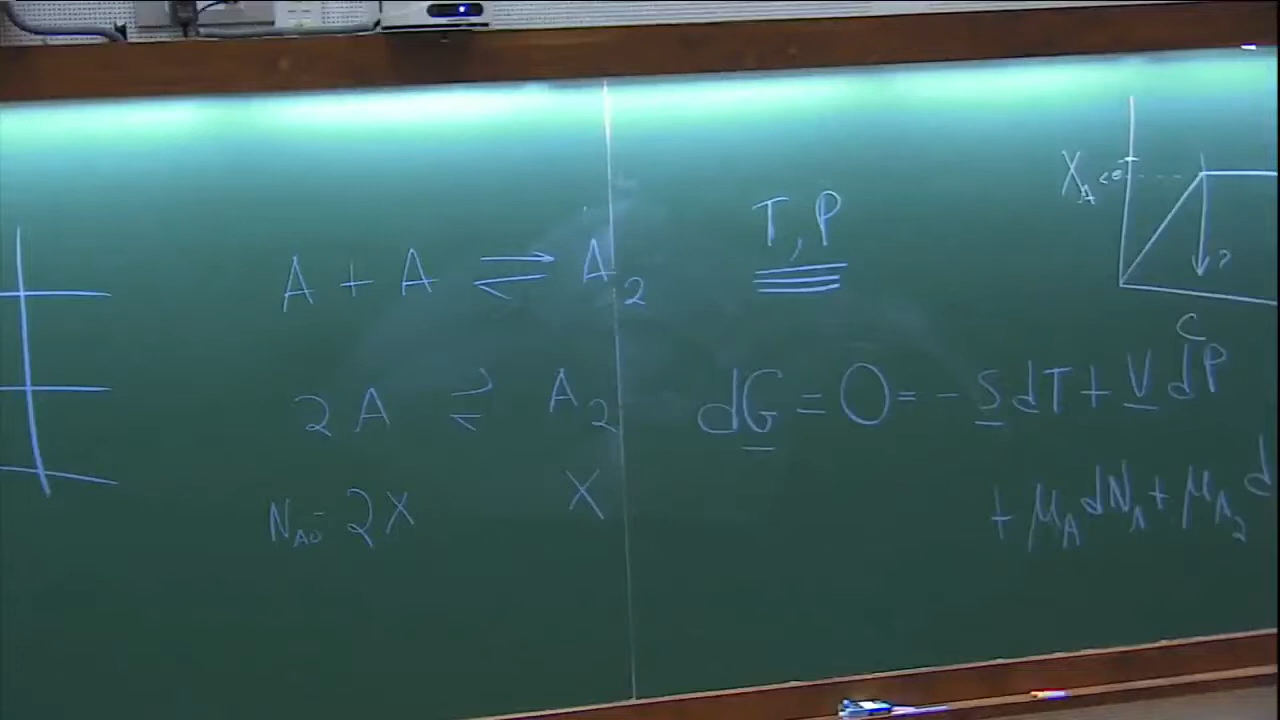 A + A ⇌ A₂
2A ⇌ A₂
N_A0 - 2X X
T, P
dG = 0 = - S dT + V dP
+ μ_A dN_A + μ_A₂ d
X_A
?
C